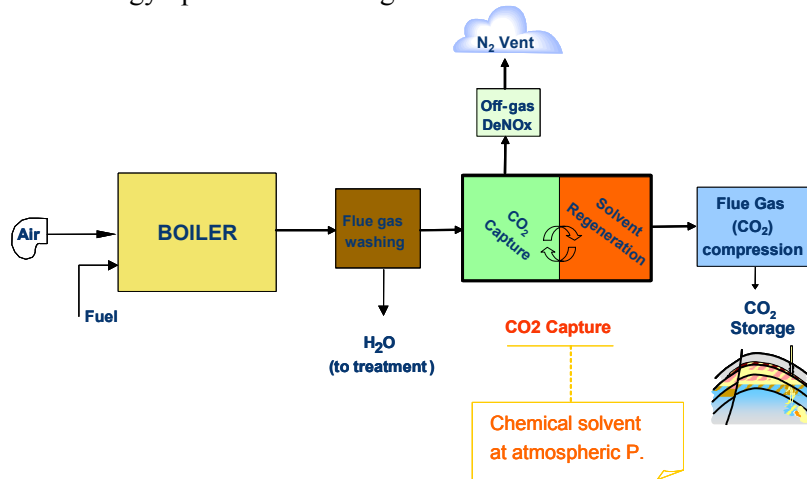 N₂ Vent
Off-gas
DeNOx
BOILER
Flue gas
washing
CO₂
Capture
Solvent
Regeneration
Flue Gas
(CO₂)
compression
Air
Fuel
H₂O
(to treatment)
CO2 Capture
CO₂
Storage
Chemical solvent
at atmospheric P.